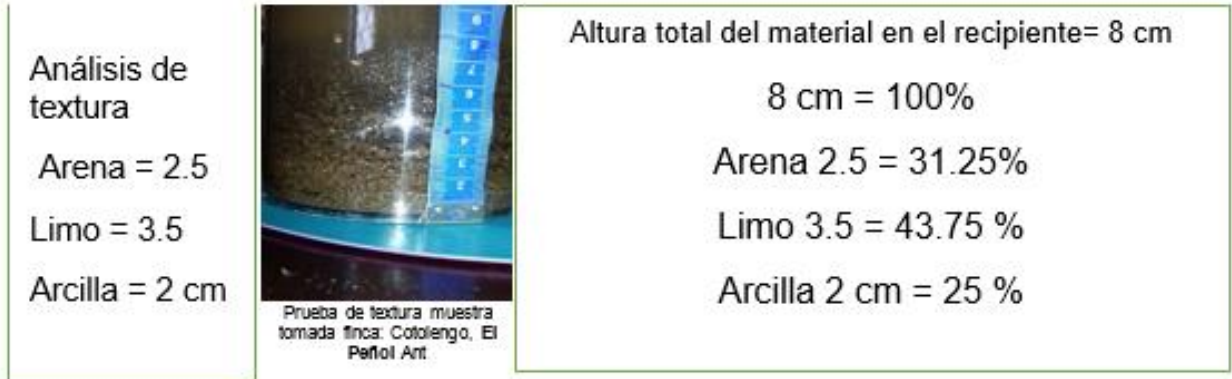 Análisis de
textura
Arena = 2.5
Limo = 3.5
Arcilla = 2 cm
Prueba de textura muestra
tomada finca: Cotolengo, El
Peñol Ant
Altura total del material en el recipiente= 8 cm
8 cm = 100%
Arena 2.5 = 31.25%
Limo 3.5 = 43.75 %
Arcilla 2 cm = 25 %